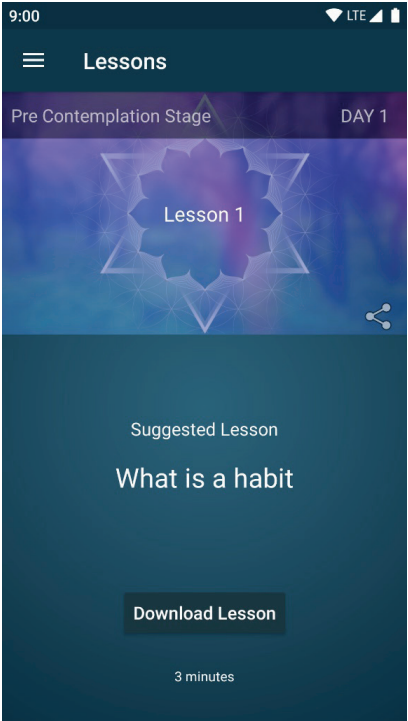 9:00 LTE
Lessons
Pre Contemplation Stage DAY 1
Lesson 1
Suggested Lesson
What is a habit
Download Lesson
3 minutes